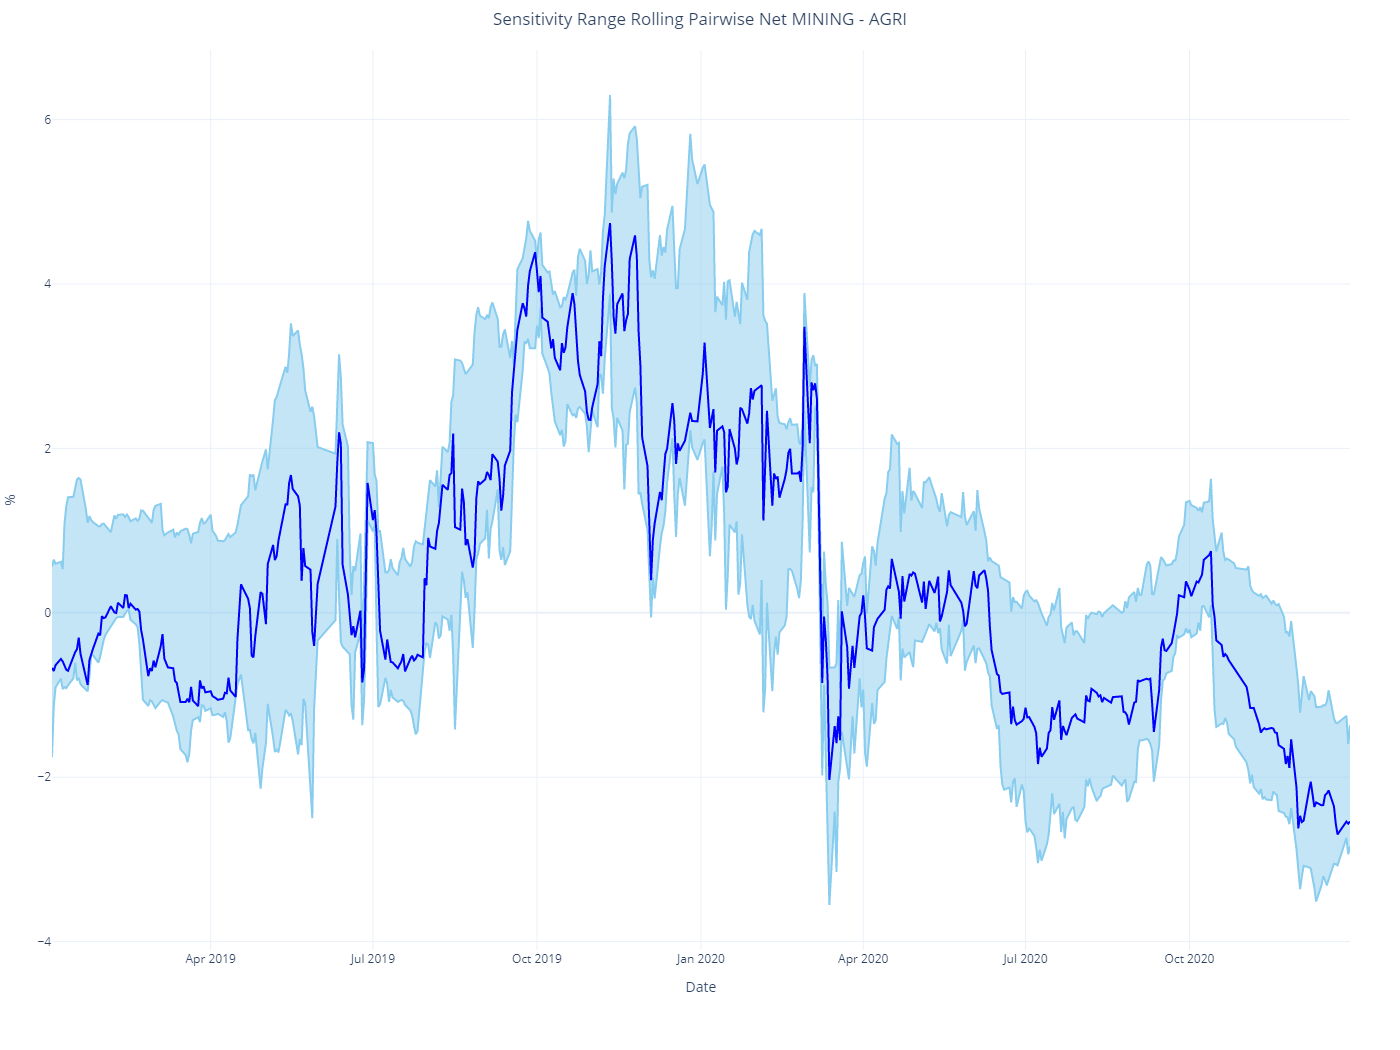 Sensitivity Range Rolling Pairwise Net MINING - AGRI
%
6
4
2
0
−2
−4
Apr 2019
Jul 2019
Oct 2019
Jan 2020
Apr 2020
Jul 2020
Oct 2020
Date